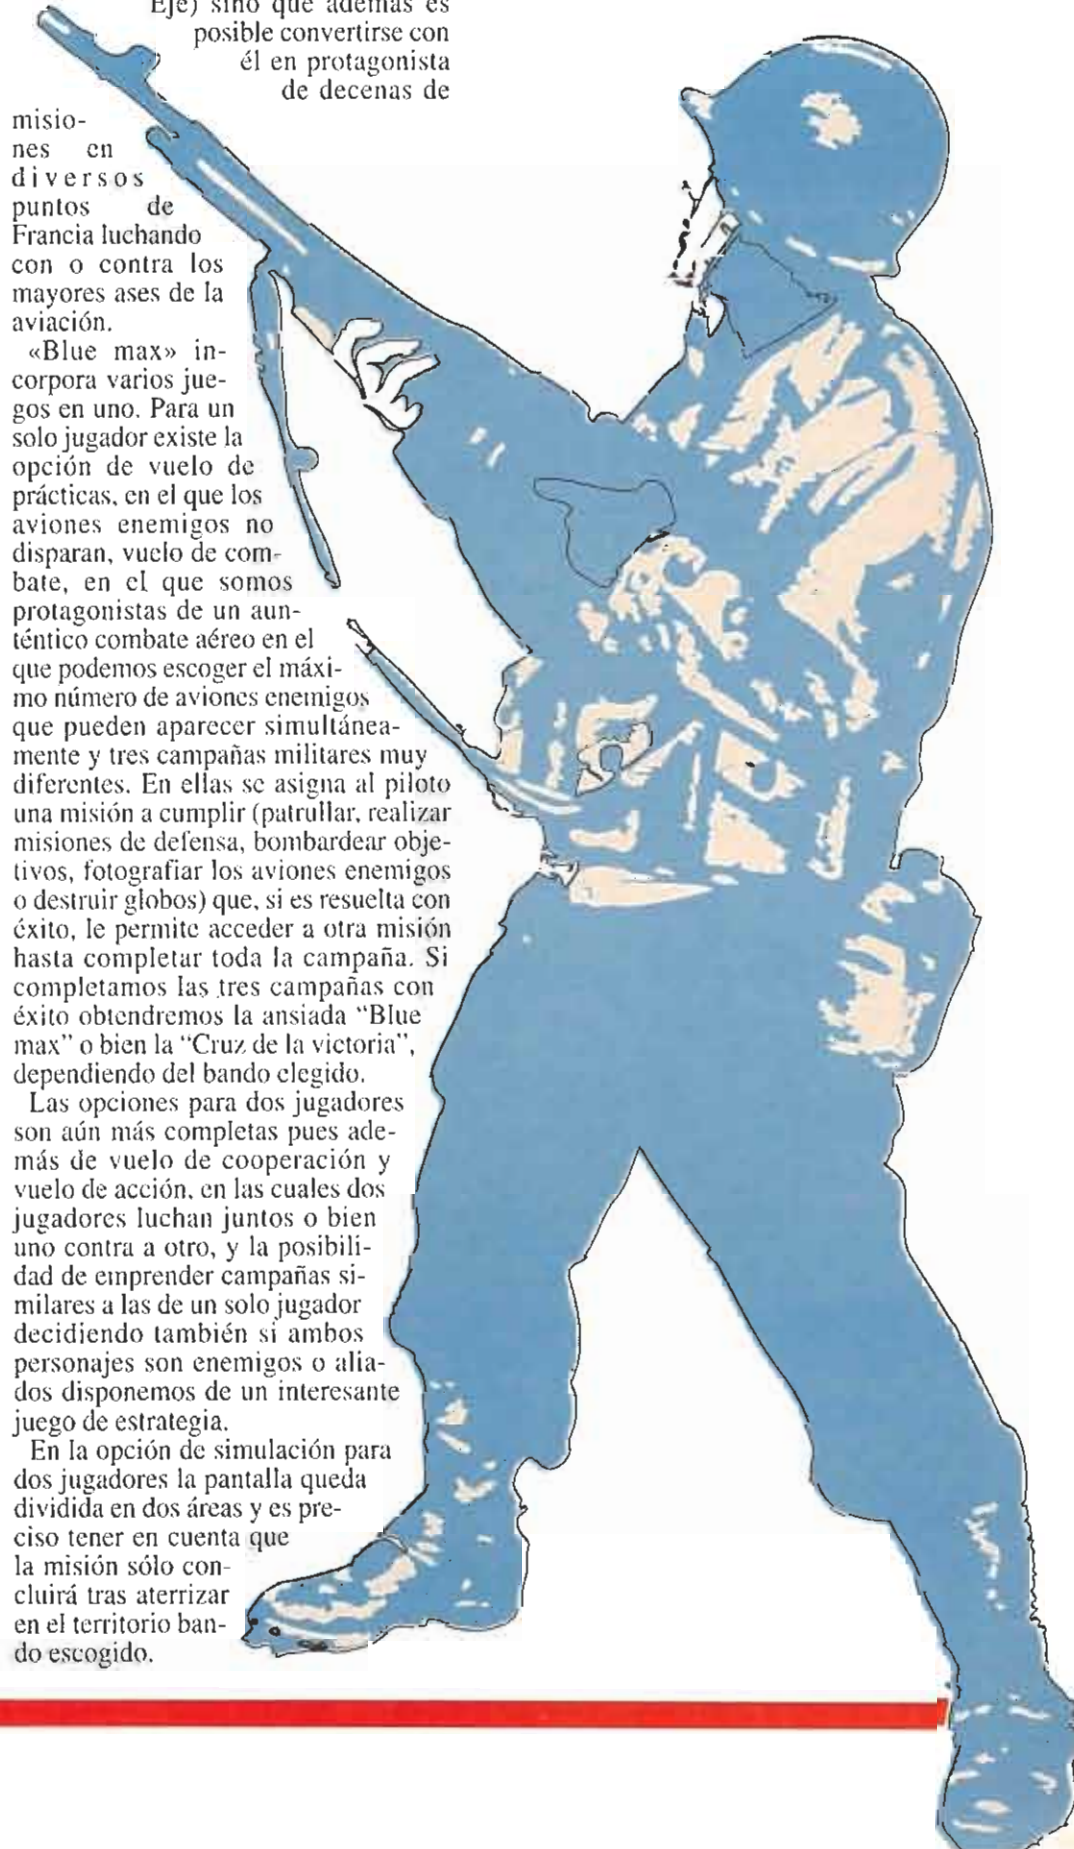 Eje) sino que además es
posible convertirse con
él en protagonista
de decenas de
misio-
nes en
diversos
puntos de
Francia luchando
con o contra los
mayores ases de la
aviación.
«Blue max» in-
corpora varios jue-
gos en uno. Para un
solo jugador existe la
opción de vuelo de
prácticas, en el que los
aviones enemigos no
disparan, vuelo de com-
bate, en el que somos
protagonistas de un aun-
téntico combate aéreo en el
que podemos escoger el máxi-
mo número de aviones enemigos
que pueden aparecer simultánea-
mente y tres campañas militares muy
diferentes. En ellas se asigna al piloto
una misión a cumplir (patrullar, realizar
misiones de defensa, bombardear obje-
tivos, fotografiar los aviones enemigos
o destruir globos) que, si es resuelta con
éxito, le permite acceder a otra misión
hasta completar toda la campaña. Si
completamos las tres campañas con
éxito obtendremos la ansiada “Blue
max” o bien la “Cruz de la victoria”,
dependiendo del bando elegido.
Las opciones para dos jugadores
son aún más completas pues ade-
más de vuelo de cooperación y
vuelo de acción, en las cuales dos
jugadores luchan juntos o bien
uno contra a otro, y la posibili-
dad de emprender campañas si-
milares a las de un solo jugador
decidiendo también si ambos
personajes son enemigos o alia-
dos disponemos de un interesante
juego de estrategia.
En la opción de simulación para
dos jugadores la pantalla queda
dividida en dos áreas y es pre-
ciso tener en cuenta que
la misión sólo con-
cluirá tras aterrizar
en el territorio ban-
do escogido.